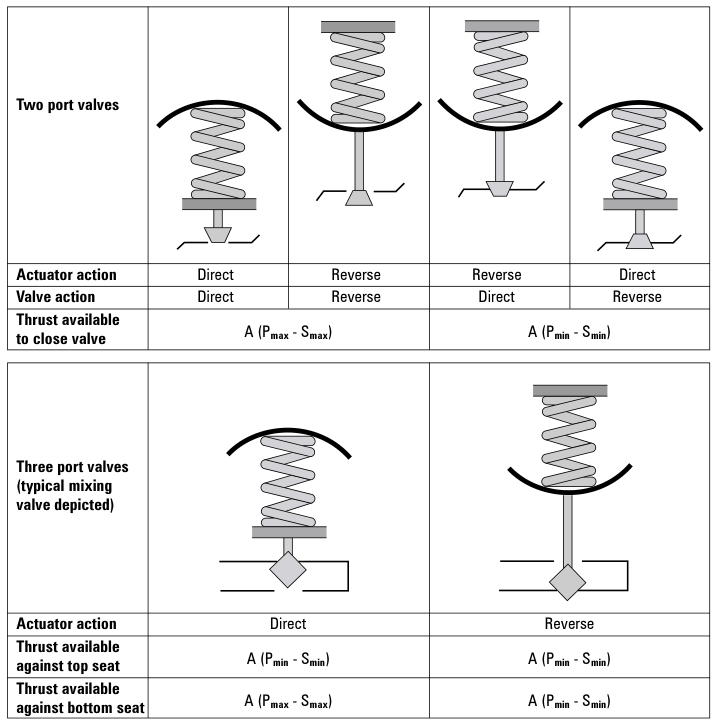 Two port valves
Actuator action Direct Reverse Reverse Direct
Valve action Direct Reverse Direct Reverse
Thrust available
to close valve A (Pmax - Smax) A (Pmin - Smin)
Three port valves
(typical mixing
valve depicted)
Actuator action Direct Reverse
Thrust available
against top seat A (Pmin - Smin) A (Pmin - Smin)
Thrust available
against bottom seat A (Pmax - Smax) A (Pmin - Smin)